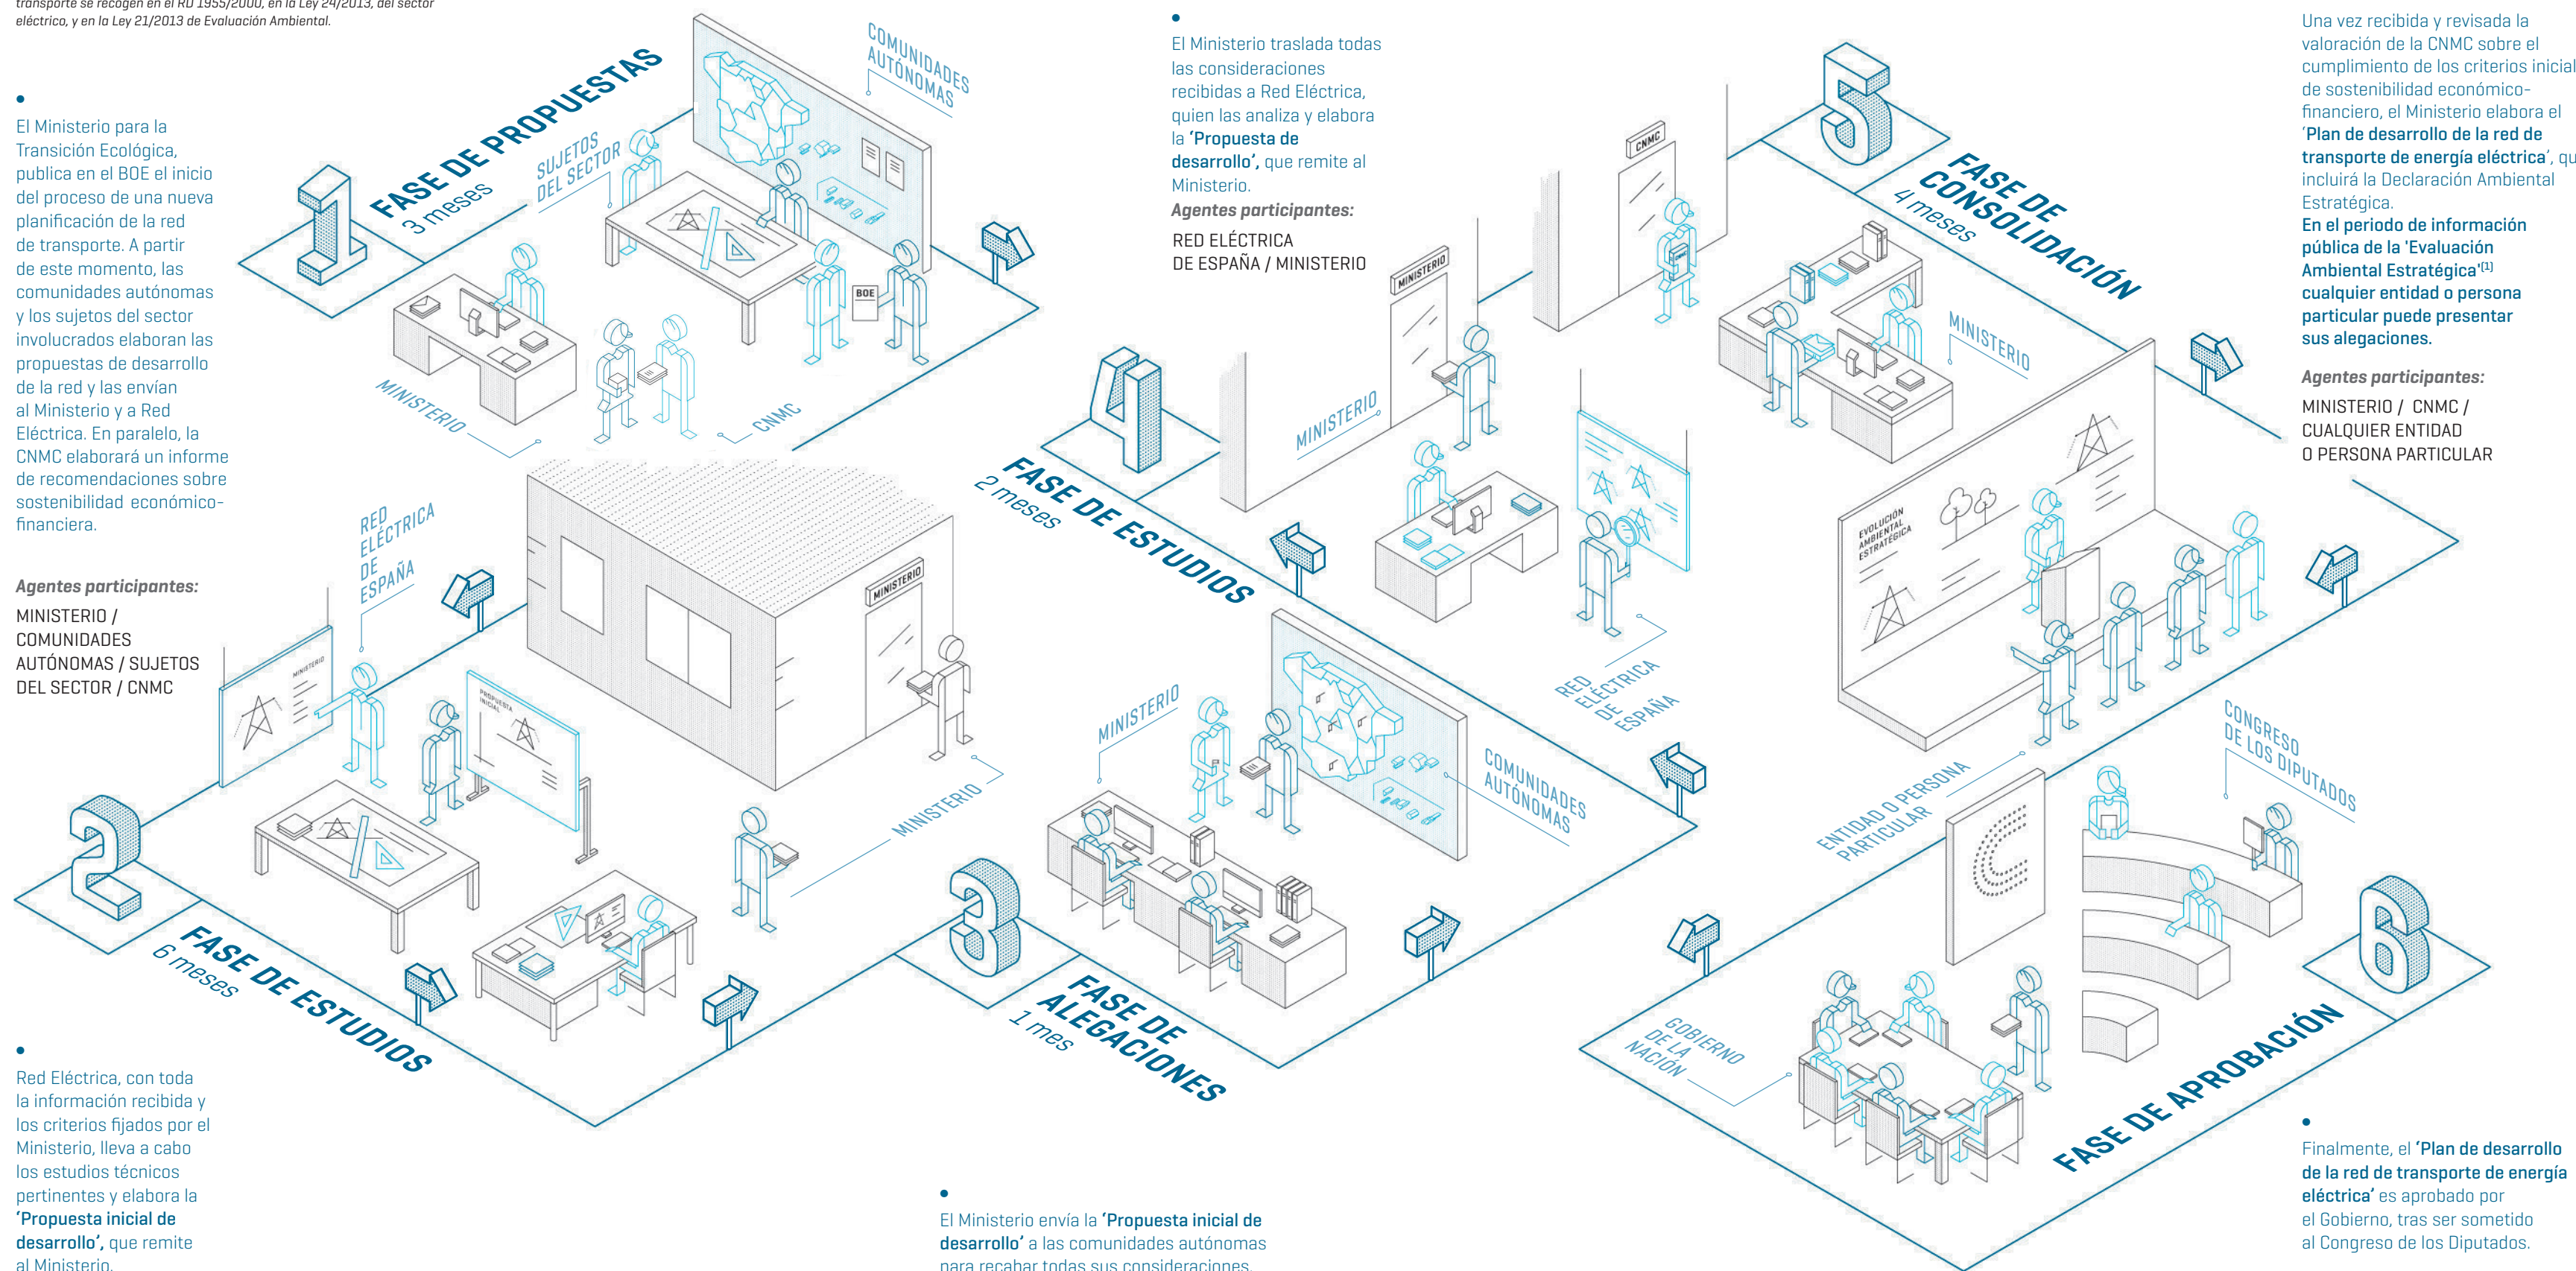 transporte se recogen en el RD 1955/2000, en la Ley 24/2013, del sector
eléctrico, y en la Ley 21/2013 de Evaluación Ambiental.
1
FASE DE PROPUESTAS
3 meses
El Ministerio para la
Transición Ecológica,
publica en el BOE el inicio
del proceso de una nueva
planificación de la red
de transporte. A partir
de este momento, las
comunidades autónomas
y los sujetos del sector
involucrados elaboran las
propuestas de desarrollo
de la red y las envían
al Ministerio y a Red
Eléctrica. En paralelo, la
CNMC elaborará un informe
de recomendaciones sobre
sostenibilidad económico-
financiera.
Agentes participantes:
MINISTERIO /
COMUNIDADES
AUTÓNOMAS / SUJETOS
DEL SECTOR / CNMC
SUJETOS
DEL SECTOR
COMUNIDADES
AUTÓNOMAS
BOE
MINISTERIO
CNMC
2
FASE DE ESTUDIOS
6 meses
RED
ELÉCTRICA
DE
ESPAÑA
MINISTERIO
PROPUESTA
INICIAL
MINISTERIO
MINISTERIO
Red Eléctrica, con toda
la información recibida y
los criterios fijados por el
Ministerio, lleva a cabo
los estudios técnicos
pertinentes y elabora la
‘Propuesta inicial de
desarrollo’, que remite
al Ministerio.
3
FASE DE
ALEGACIONES
1 mes
MINISTERIO
COMUNIDADES
AUTÓNOMAS
El Ministerio envía la ‘Propuesta inicial de
desarrollo’ a las comunidades autónomas
para recabar todas sus consideraciones.
4
FASE DE ESTUDIOS
2 meses
El Ministerio traslada todas
las consideraciones
recibidas a Red Eléctrica,
quien las analiza y elabora
la ‘Propuesta de
desarrollo’, que remite al
Ministerio.
Agentes participantes:
RED ELÉCTRICA
DE ESPAÑA / MINISTERIO
MINISTERIO
MINISTERIO
RED
ELÉCTRICA
DE
ESPAÑA
5
FASE DE
CONSOLIDACIÓN
4 meses
CNMC
MINISTERIO
EVOLUCIÓN
AMBIENTAL
ESTRATÉGICA
ENTIDAD O PERSONA
PARTICULAR
Una vez recibida y revisada la
valoración de la CNMC sobre el
cumplimiento de los criterios inicial
de sostenibilidad económico-
financiero, el Ministerio elabora el
‘Plan de desarrollo de la red de
transporte de energía eléctrica’, qu
incluirá la Declaración Ambiental
Estratégica.
En el periodo de información
pública de la 'Evaluación
Ambiental Estratégica'[1]
cualquier entidad o persona
particular puede presentar
sus alegaciones.
Agentes participantes:
MINISTERIO / CNMC /
CUALQUIER ENTIDAD
O PERSONA PARTICULAR
6
FASE DE APROBACIÓN
CONGRESO
DE LOS DIPUTADOS
GOBIERNO
DE LA
NACIÓN
Finalmente, el ‘Plan de desarrollo
de la red de transporte de energía
eléctrica’ es aprobado por
el Gobierno, tras ser sometido
al Congreso de los Diputados.